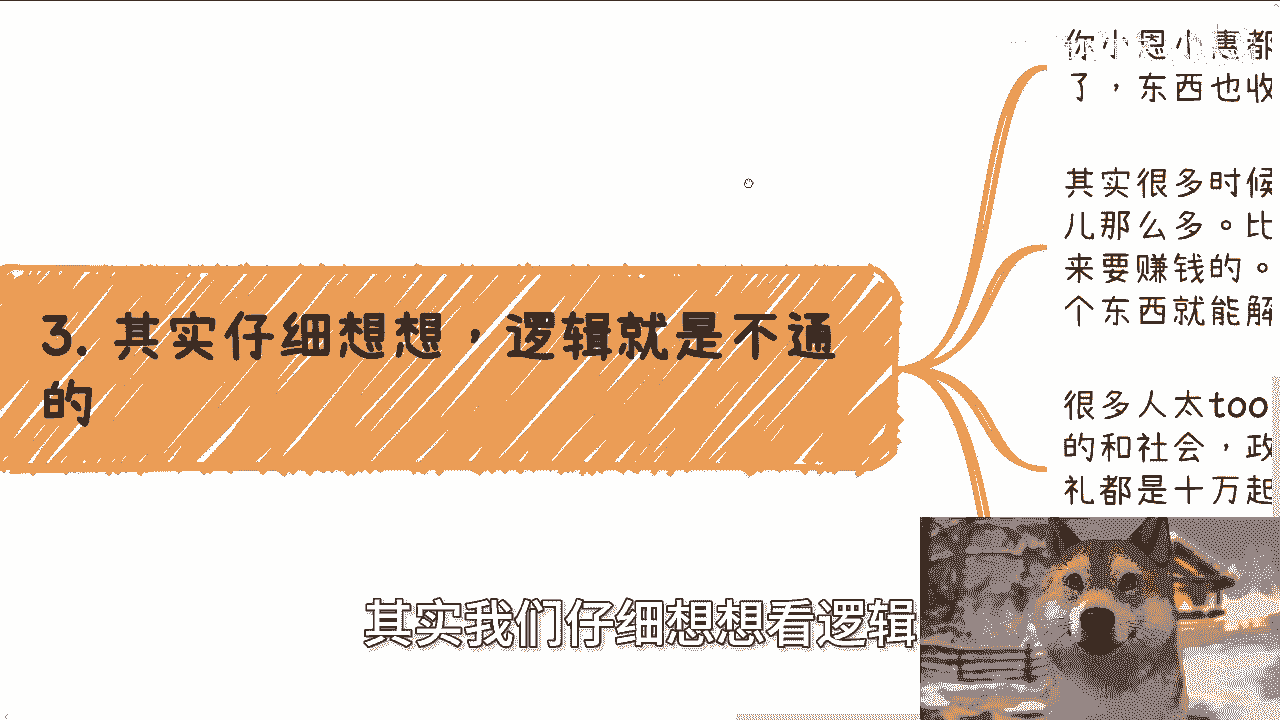 你小恩小惠都
了，东西也收
其实很多时候
儿那么多。比
来要赚钱的。
个东西就能解
3. 其实仔细想想，逻辑就是不通
的
很多人太too
的和社会，政
礼都是十万起
其实我们仔细想想看逻辑